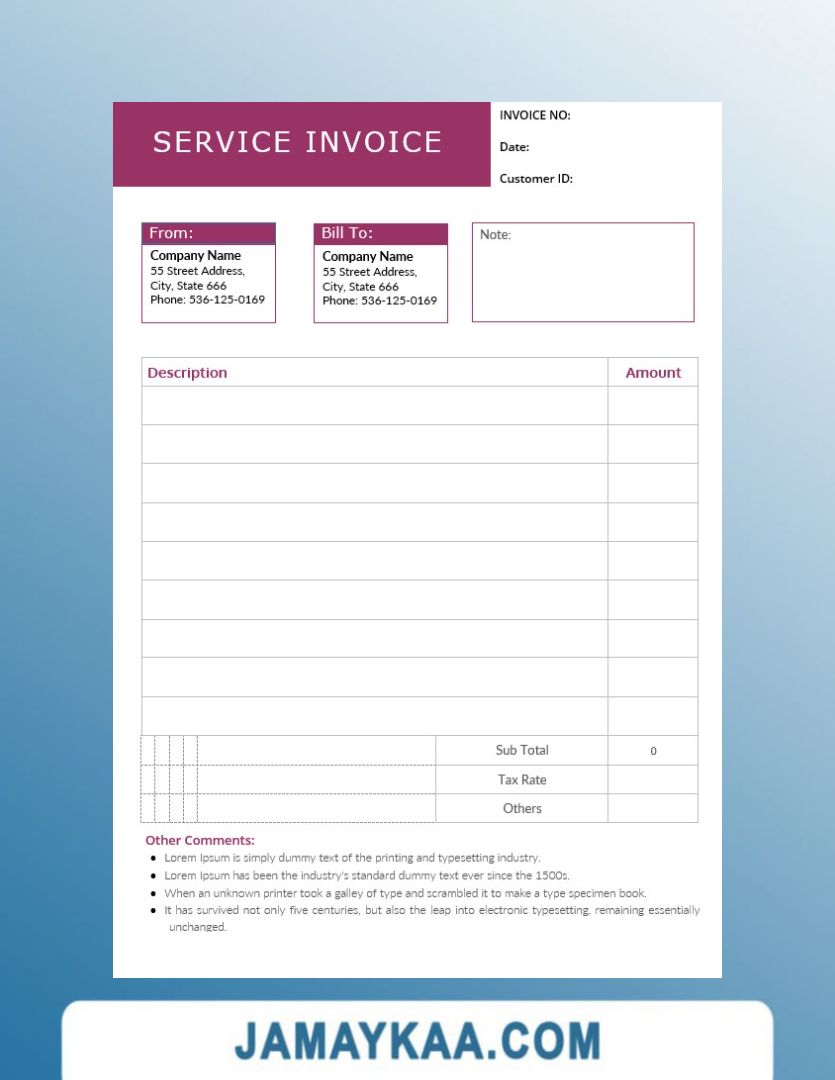 SERVICE INVOICE
INVOICE NO:
Date:
Customer ID:
From:
Company Name
55 Street Address,
City, State 666
Phone: 536-125-0169
Bill To:
Company Name
55 Street Address,
City, State 666
Phone: 536-125-0169
Note:
Description Amount
Sub Total 0
Tax Rate
Others
Other Comments:
● Lorem Ipsum is simply dummy text of the printing and typesetting industry.
● Lorem Ipsum has been the industry's standard dummy text ever since the 1500s.
● When an unknown printer took a galley of type and scrambled it to make a type specimen book.
● It has survived not only five centuries, but also the leap into electronic typesetting, remaining essentially
unchanged.
JAMAYKAA.COM